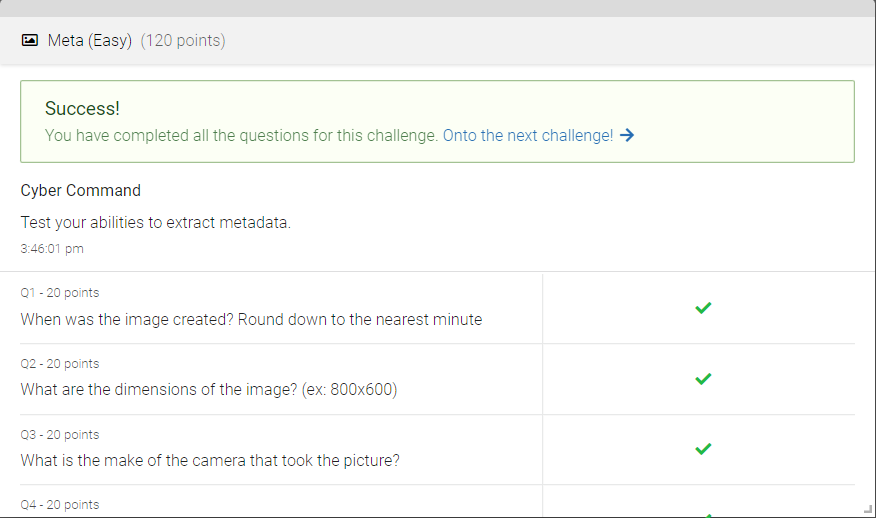 Meta (Easy) (120 points)
Success!
You have completed all the questions for this challenge. Onto the next challenge!
Cyber Command
Test your abilities to extract metadata.
3:46:01 pm
Q1 - 20 points
When was the image created? Round down to the nearest minute
Q2 - 20 points
What are the dimensions of the image? (ex: 800x600)
Q3 - 20 points
What is the make of the camera that took the picture?
Q4 - 20 points